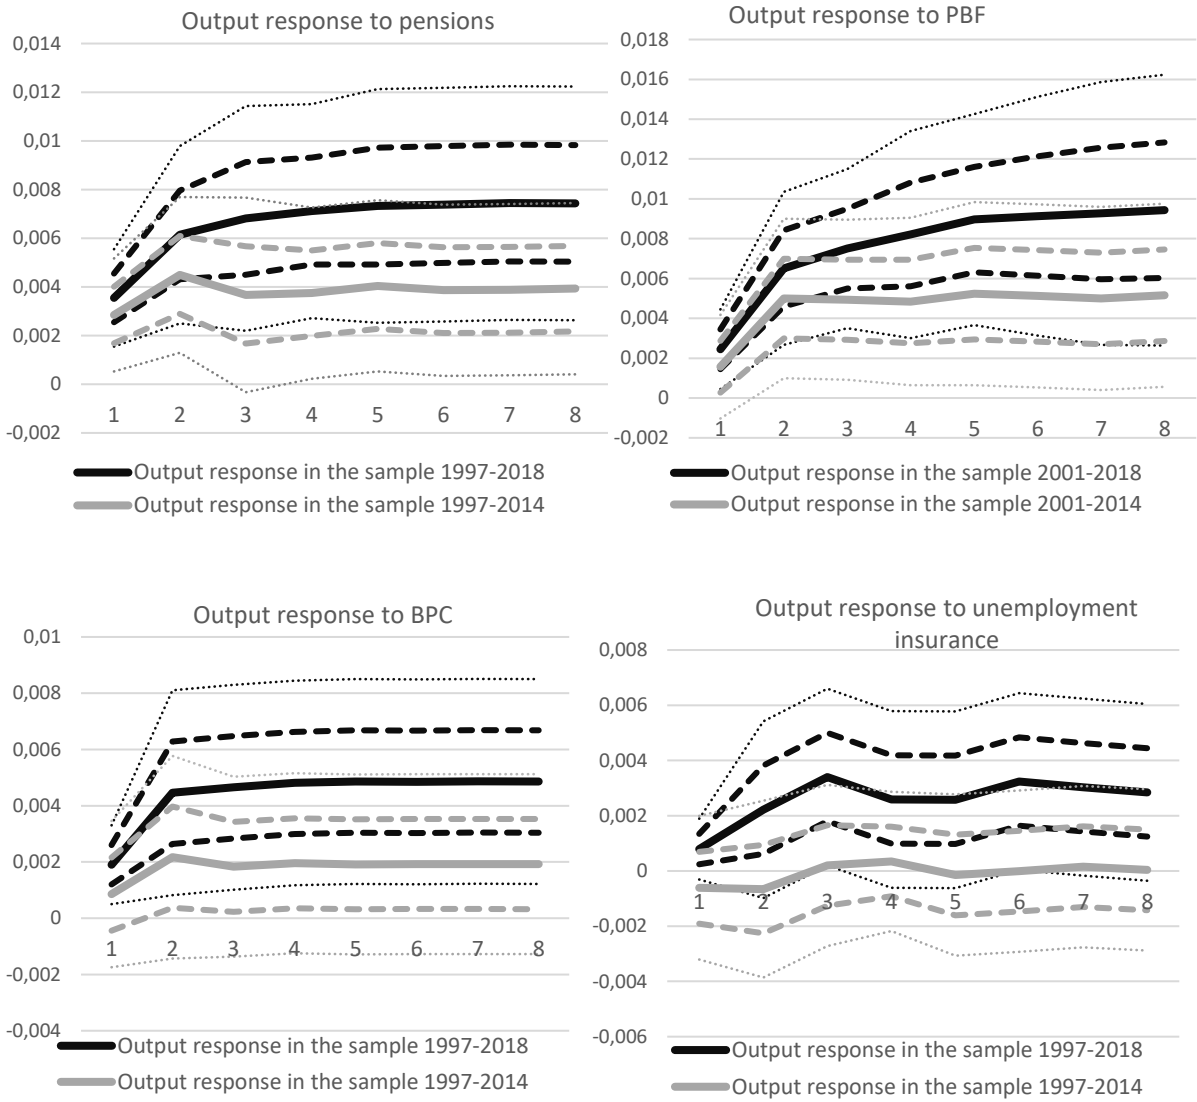 Output response to pensions
0,014
0,012
0,01
0,008
0,006
0,004
0,002
0
-0,002
1 2 3 4 5 6 7 8
Output response in the sample 1997-2018
Output response in the sample 1997-2014
Output response to PBF
0,018
0,016
0,014
0,012
0,01
0,008
0,006
0,004
0,002
0
-0,002
1 2 3 4 5 6 7 8
Output response in the sample 2001-2018
Output response in the sample 2001-2014
Output response to BPC
0,01
0,008
0,006
0,004
0,002
0
-0,002
-0,004
1 2 3 4 5 6 7 8
Output response in the sample 1997-2018
Output response in the sample 1997-2014
Output response to unemployment
insurance
0,008
0,006
0,004
0,002
0
-0,002
-0,004
-0,006
1 2 3 4 5 6 7 8
Output response in the sample 1997-2018
Output response in the sample 1997-2014